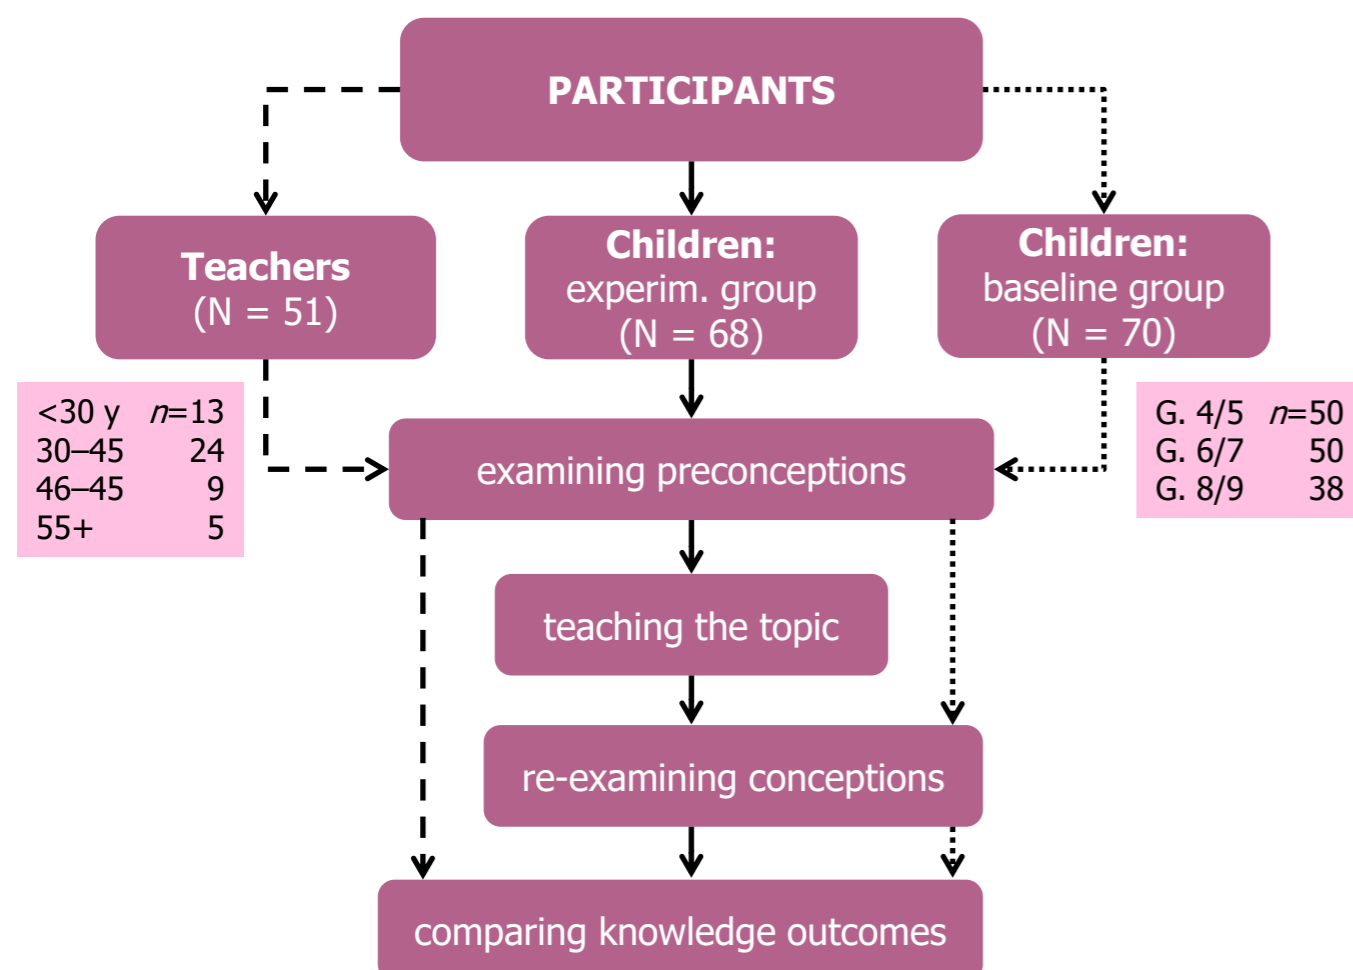 PARTICIPANTS
Teachers
(N = 51)
Children:
experim. group
(N = 68)
Children:
baseline group
(N = 70)
<30 y n=13
30–45 24
46–45 9
55+ 5
G. 4/5 n=50
G. 6/7 50
G. 8/9 38
examining preconceptions
teaching the topic
re-examining conceptions
comparing knowledge outcomes